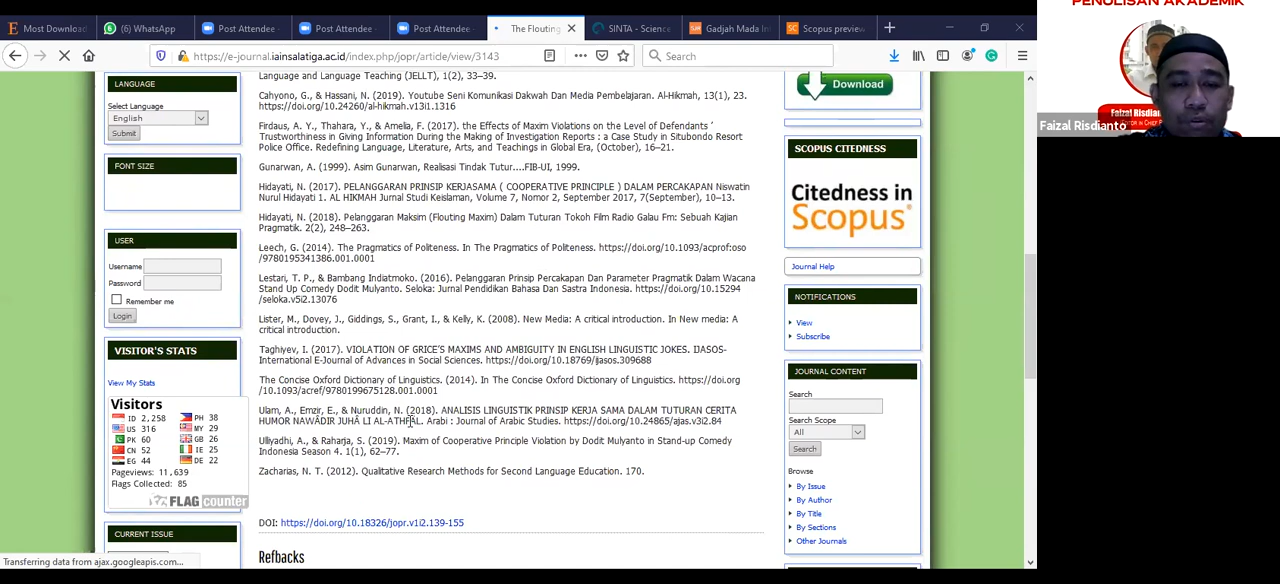 Most Download
(6) WhatsApp
Post Attendee
Post Attendee
Post Attendee
The Flouting
SINTA - Science
Gadjah Mada Uni
Scopus preview
https://e-journal.iainsalatiga.ac.id/index.php/jopr/article/view/3143
Search
PENULISAN AKADEMIK
Faizal Risdianto
LANGUAGE
Select Language
English
Submit
FONT SIZE
USER
Username
Password
Remember me
Login
VISITOR'S STATS
View My Stats
Visitors
ID 2,258 PH 38
US 316 MY 29
PK 60 GB 26
CN 52 IE 25
EG 44 DE 22
Pageviews: 11,639
Flags Collected: 85
FLAG counter
CURRENT ISSUE
Transferring data from ajax.googleapis.com...
Language and Language Teaching (JELLT), 1(2), 33–39.
Cahyono, G., & Hassani, N. (2019). Youtube Seni Komunikasi Dakwah Dan Media Pembelajaran. Al-Hikmah, 13(1), 23.
https://doi.org/10.24260/al-hikmah.v13i1.1316
Firdaus, A. Y., Thahara, Y., & Amelia, F. (2017). the Effects of Maxim Violations on the Level of Defendants ’
Trustworthiness in Giving Information During the Making of Investigation Reports : a Case Study in Situbondo Resort
Police Office. Redefining Language, Literature, Arts, and Teachings in Global Era, (October), 16–21.
Gunarwan, A. (1999). Asim Gunarwan, Realisasi Tindak Tutur....FIB-UI, 1999.
Hidayati, N. (2017). PELANGGARAN PRINSIP KERJASAMA ( COOPERATIVE PRINCIPLE ) DALAM PERCAKAPAN Niswatin
Nurul Hidayati 1. AL HIKMAH Jurnal Studi Keislaman, Volume 7, Nomor 2, September 2017, 7(September), 10–13.
Hidayati, N. (2018). Pelanggaran Maksim (Flouting Maxim) Dalam Tuturan Tokoh Film Radio Galau Fm: Sebuah Kajian
Pragmatik. 2(2), 248–263.
Leech, G. (2014). The Pragmatics of Politeness. In The Pragmatics of Politeness. https://doi.org/10.1093/acprof:oso
/9780195341386.001.0001
Lestari, T. P., & Bambang Indiatmoko. (2016). Pelanggaran Prinsip Percakapan Dan Parameter Pragmatik Dalam Wacana
Stand Up Comedy Dodit Mulyanto. Seloka: Jurnal Pendidikan Bahasa Dan Sastra Indonesia. https://doi.org/10.15294
/seloka.v5i2.13076
Lister, M., Dovey, J., Giddings, S., Grant, I., & Kelly, K. (2008). New Media: A critical introduction. In New media: A
critical introduction.
Taghiyev, I. (2017). VIOLATION OF GRICE'S MAXIMS AND AMBIGUITY IN ENGLISH LINGUISTIC JOKES. IJASOS-
International E-Journal of Advances in Social Sciences. https://doi.org/10.18769/ijasos.309688
The Concise Oxford Dictionary of Linguistics. (2014). In The Concise Oxford Dictionary of Linguistics. https://doi.org
/10.1093/acref/9780199675128.001.0001
Ulam, A., Emzir, E., & Nuruddin, N. (2018). ANALISIS LINGUISTIK PRINSIP KERJA SAMA DALAM TUTURAN CERITA
HUMOR NAWĀDIR JUHĀ LI AL-ATHFAL. Arabi : Journal of Arabic Studies. https://doi.org/10.24865/ajas.v3i2.84
Ulliyadhi, A., & Raharja, S. (2019). Maxim of Cooperative Principle Violation by Dodit Mulyanto in Stand-up Comedy
Indonesia Season 4. 1(1), 62–77.
Zacharias, N. T. (2012). Qualitative Research Methods for Second Language Education. 170.
DOI: https://doi.org/10.18326/jopr.v1i2.139-155
Refbacks
Download
SCOPUS CITEDNESS
Citedness in
Scopus
Journal Help
NOTIFICATIONS
View
Subscribe
JOURNAL CONTENT
Search
Search Scope
All
Search
Browse
By Issue
By Author
By Title
By Sections
Other Journals